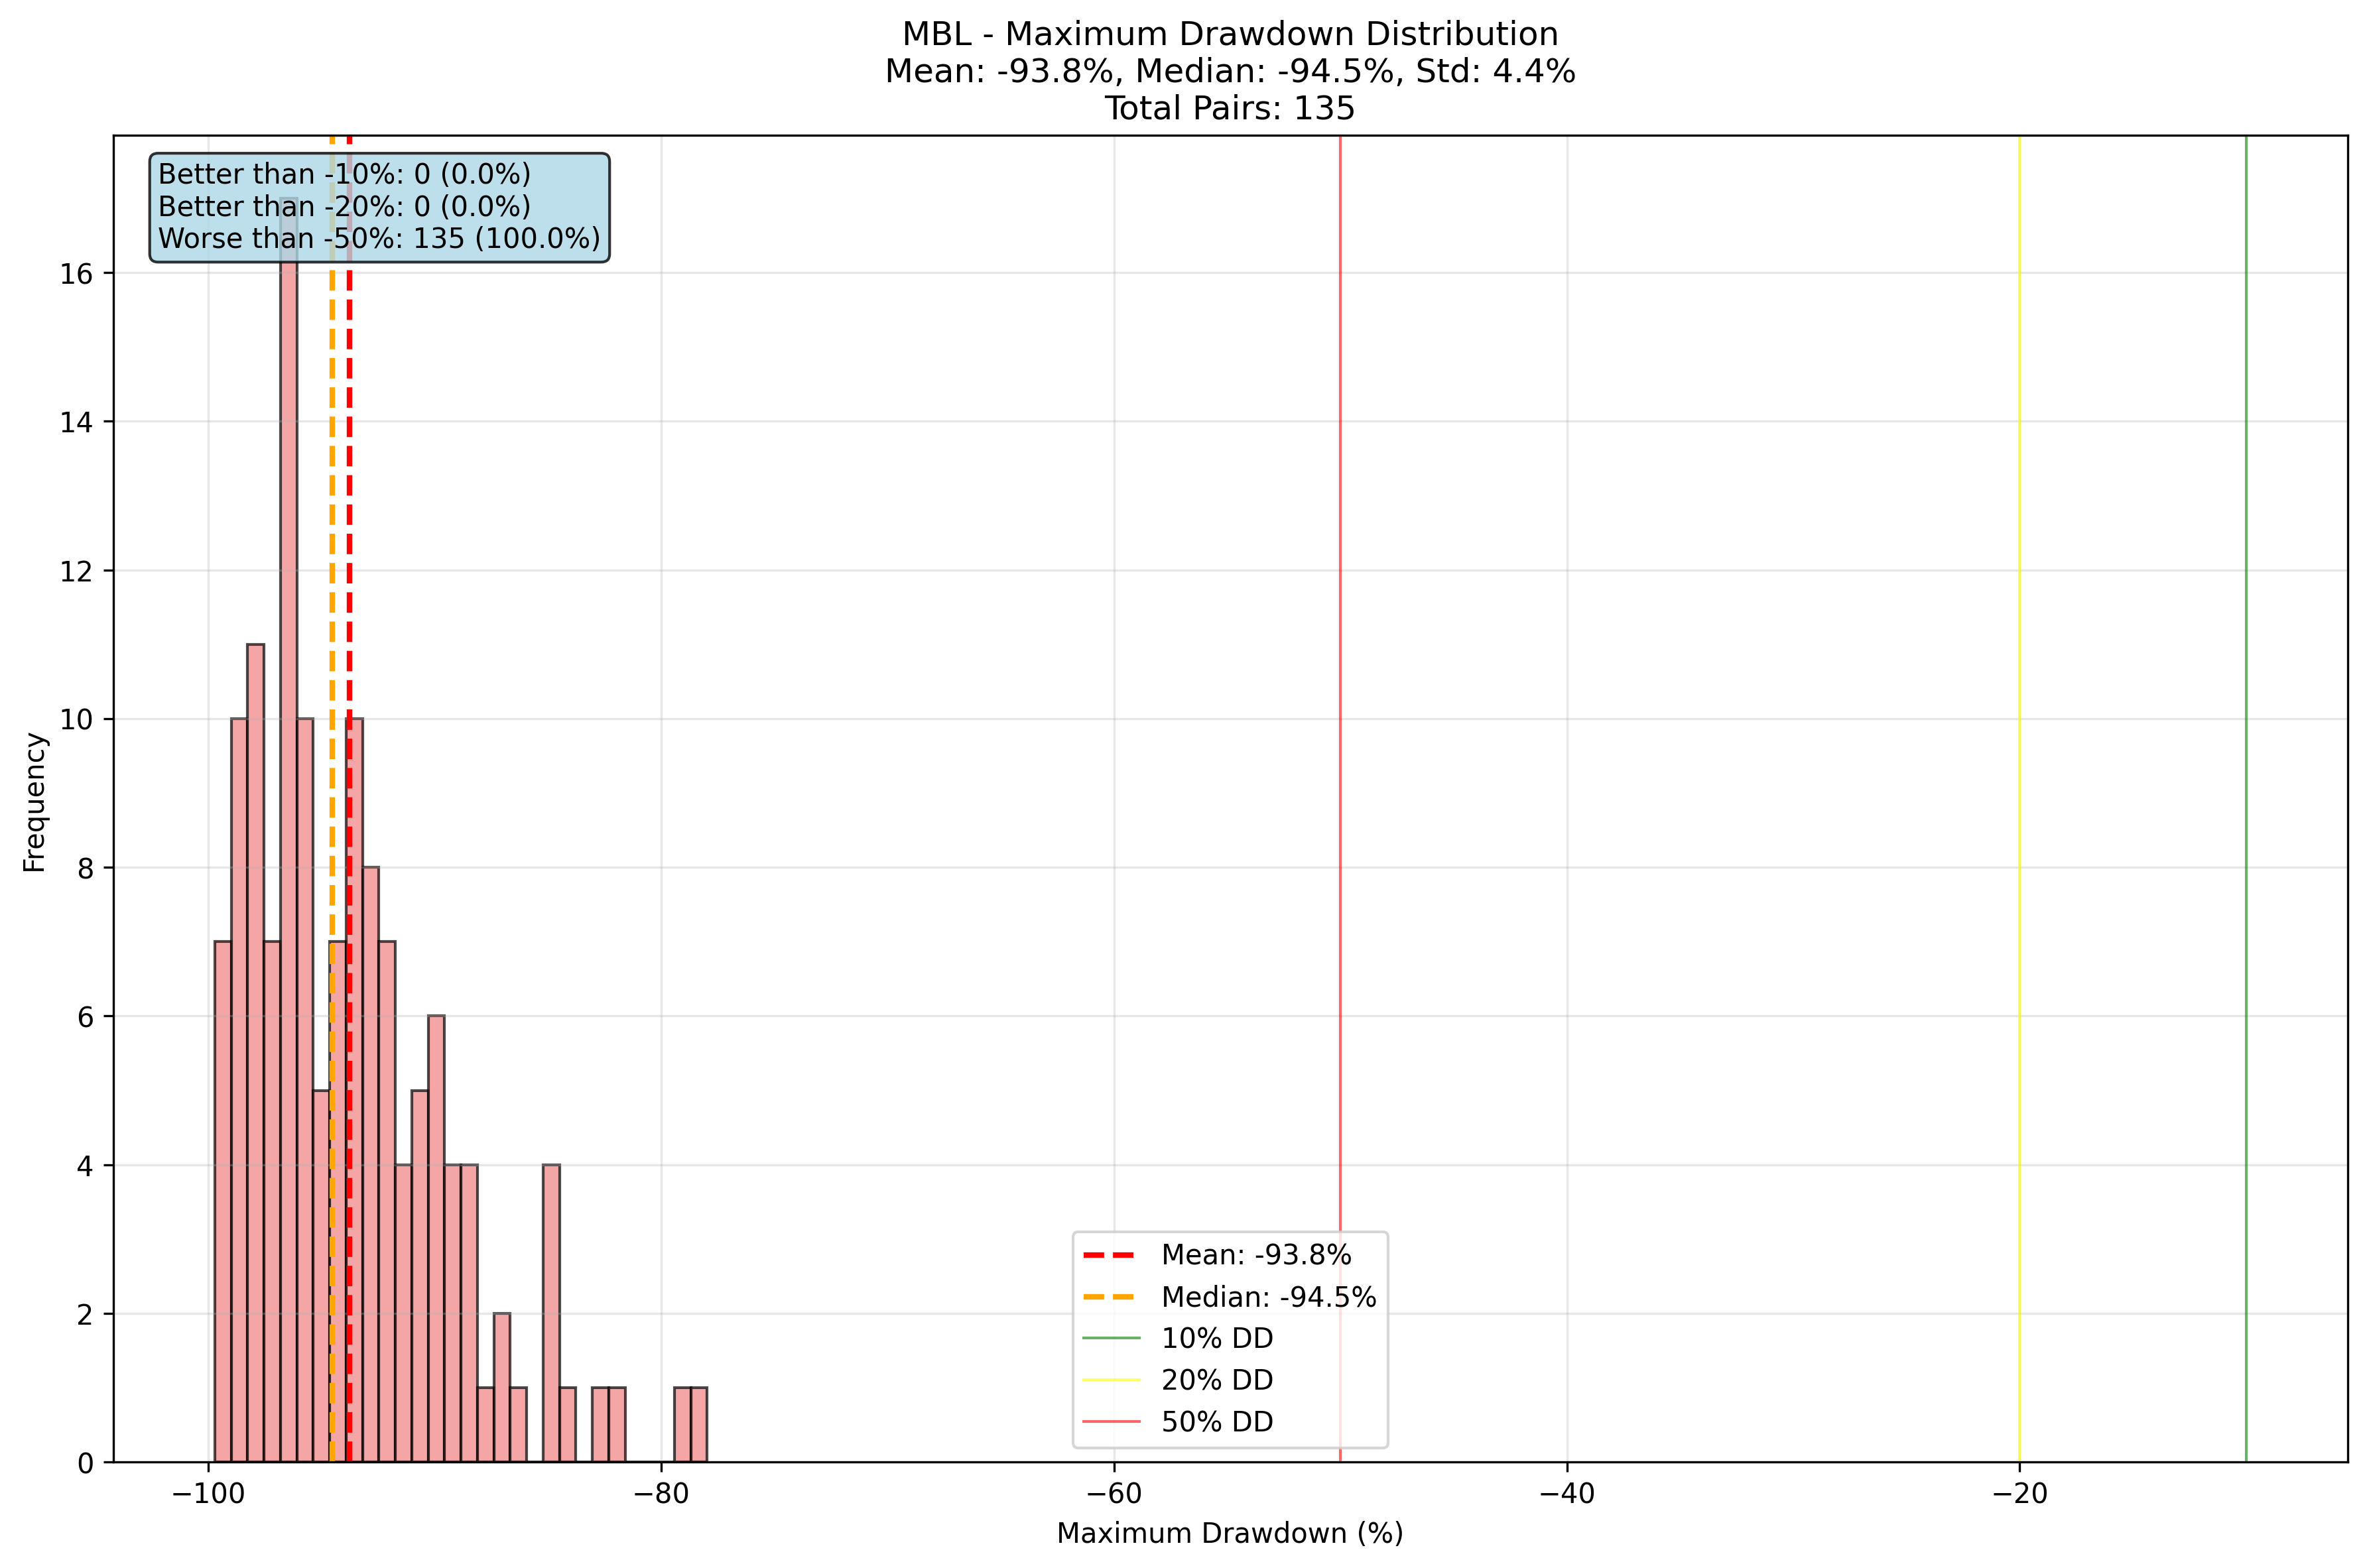 MBL - Maximum Drawdown Distribution
Mean: -93.8%, Median: -94.5%, Std: 4.4%
Total Pairs: 135
Better than -10%: 0 (0.0%)
Better than -20%: 0 (0.0%)
Worse than -50%: 135 (100.0%)
16
14
12
10
8
6
4
2
0
Frequency
Mean: -93.8%
Median: -94.5%
10% DD
20% DD
50% DD
−100
−80
−60
−40
−20
Maximum Drawdown (%)